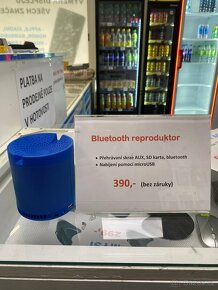 PLATBA NA
PRODEJNĚ POUZE
V HOTOVOSTI
Bluetooth reproduktor
• Přehrávání skrze AUX, SD karta, bluetooth
• Nabíjení pomocí microUSB
390,- (bez záruky)